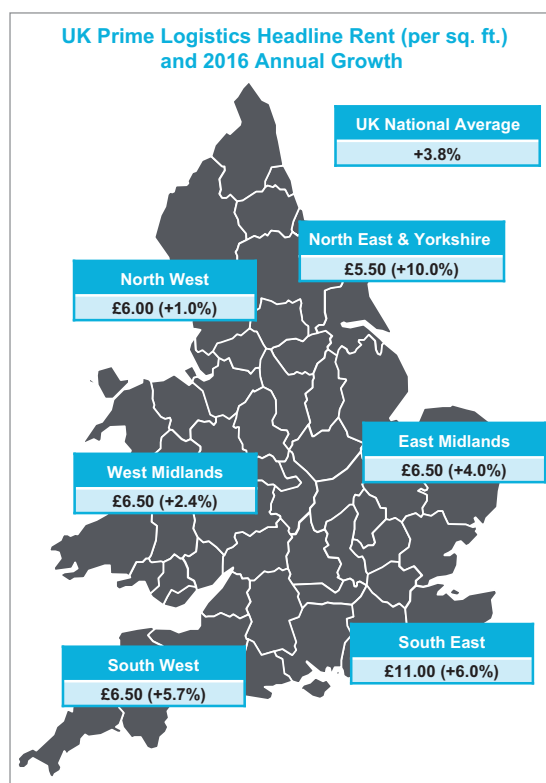 UK Prime Logistics Headline Rent (per sq. ft.)
and 2016 Annual Growth
UK National Average
+3.8%
North East & Yorkshire
£5.50 (+10.0%)
North West
£6.00 (+1.0%)
East Midlands
£6.50 (+4.0%)
West Midlands
£6.50 (+2.4%)
South East
£11.00 (+6.0%)
South West
£6.50 (+5.7%)